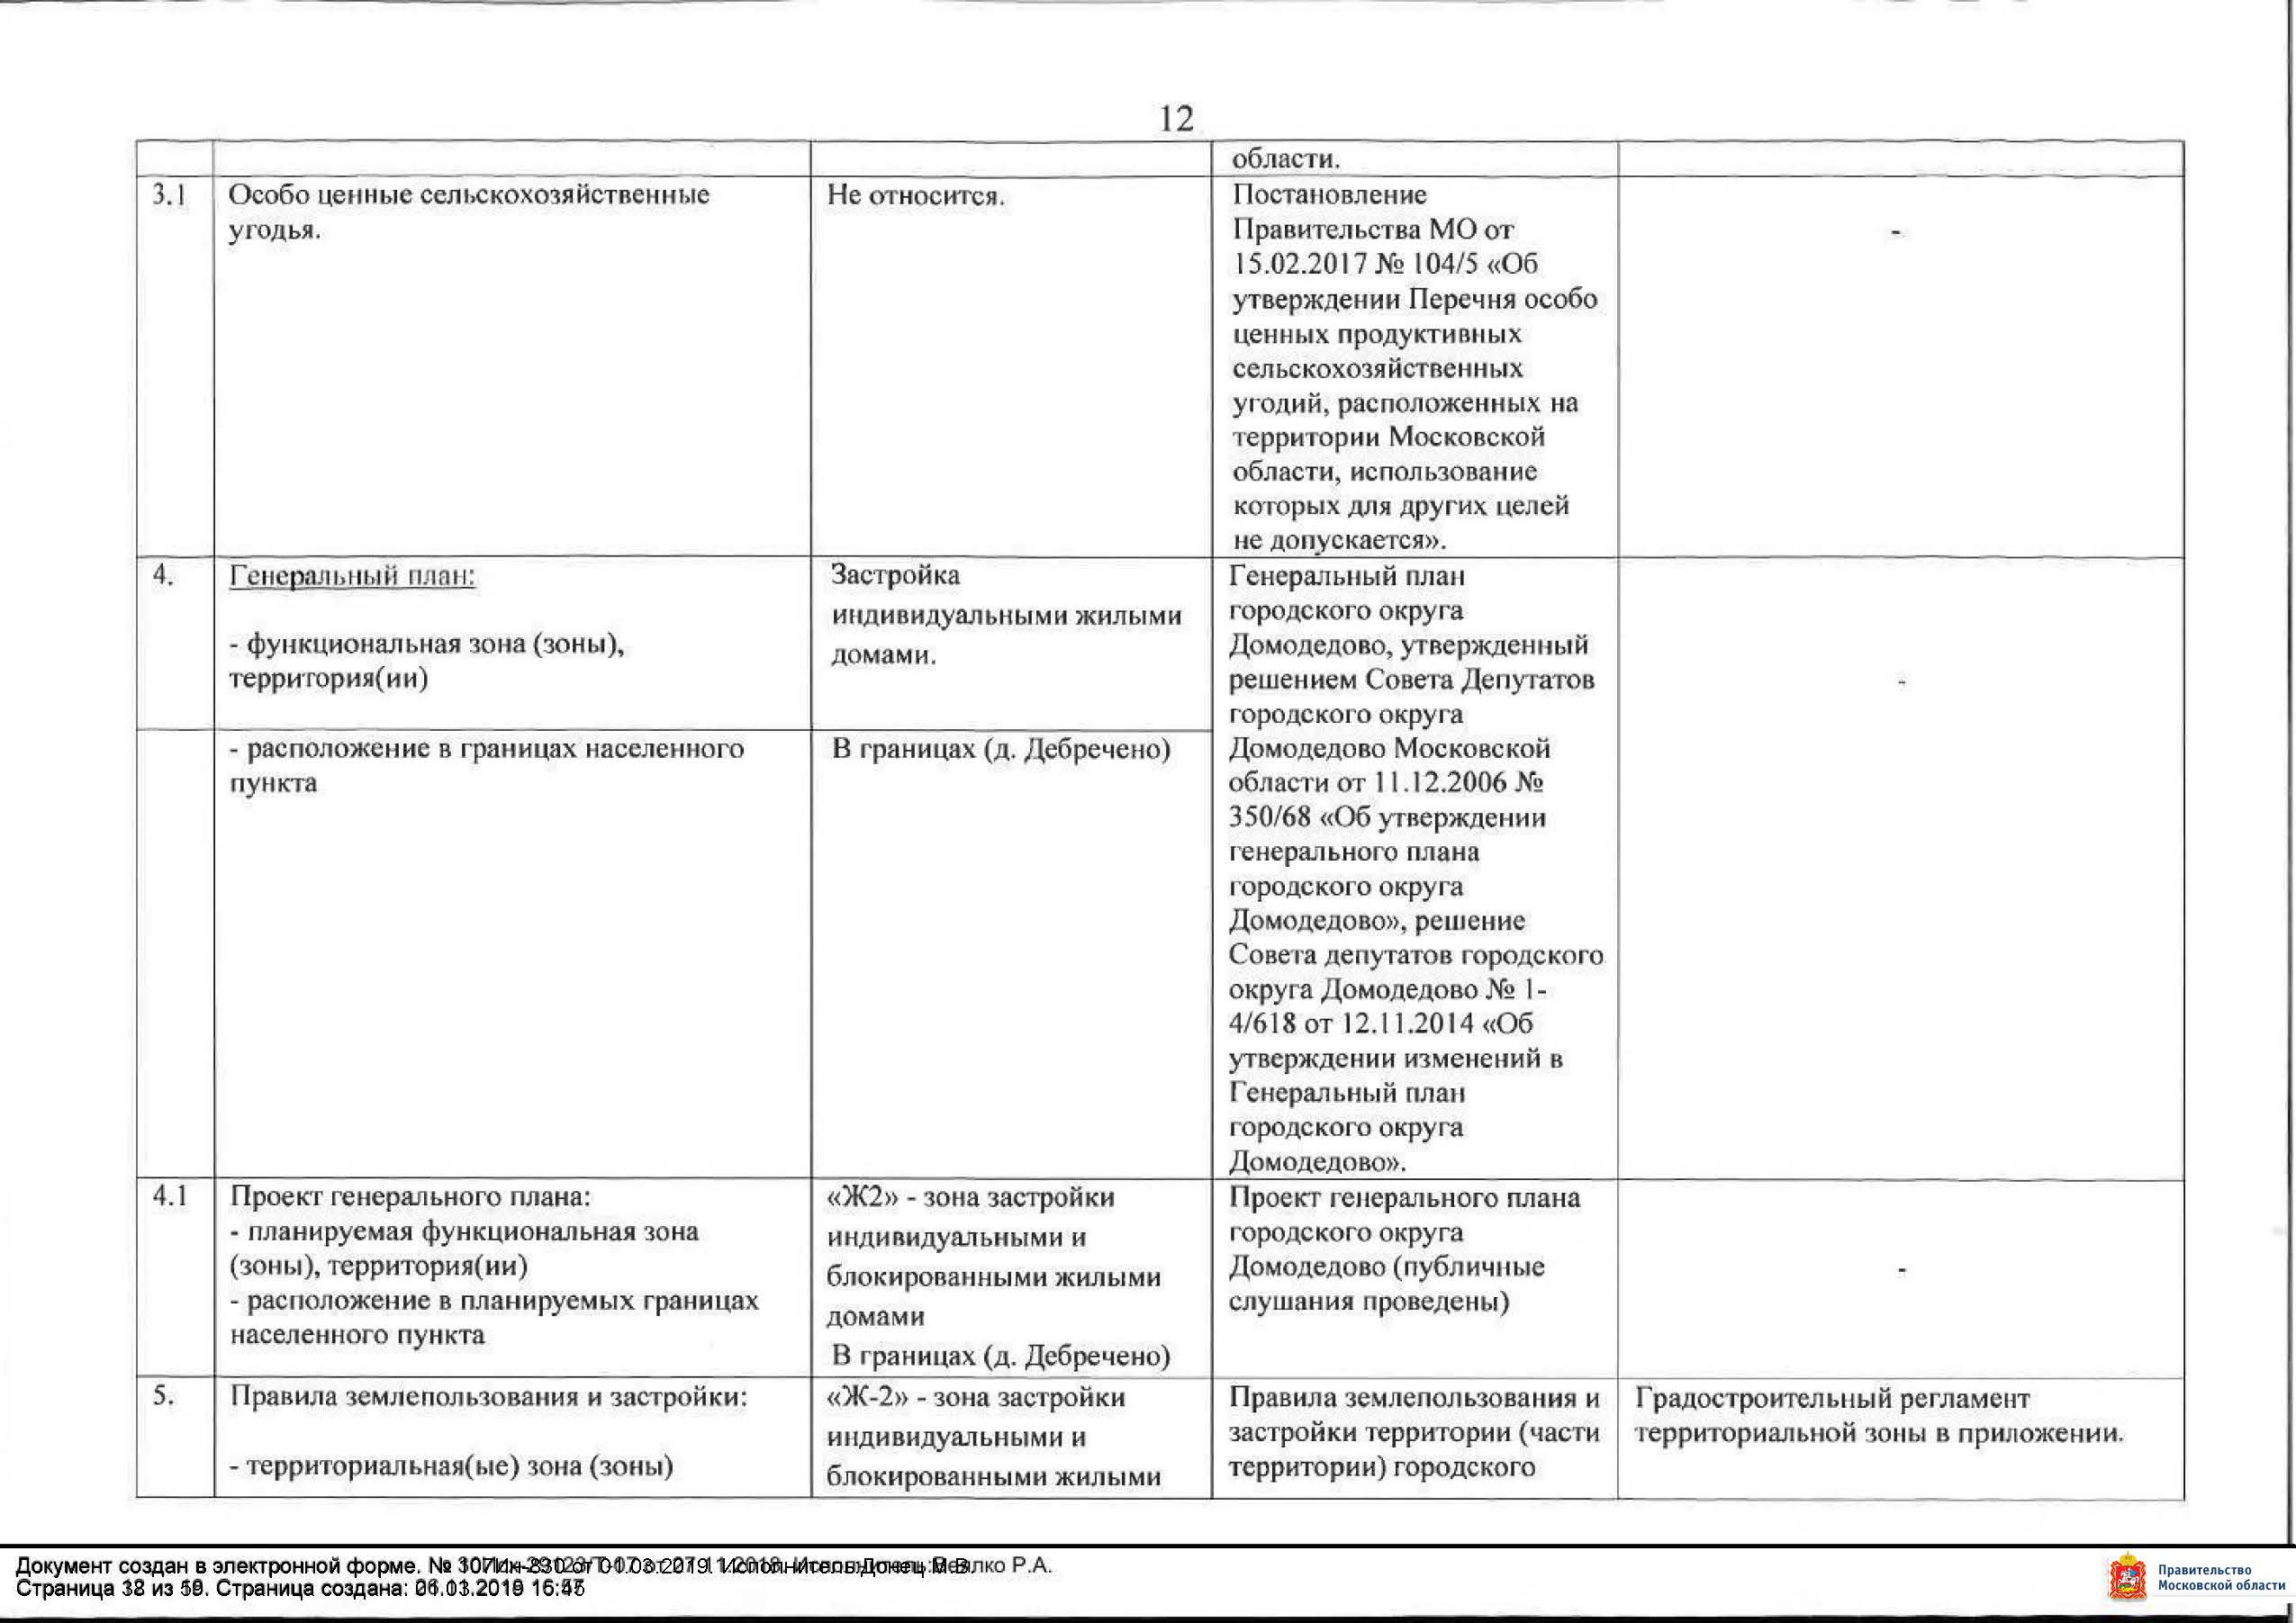 12
области.
3.1
Особо ценные сельскохозяйственные
угодья.
Не относится.
Постановление
Правительства МО от
15.02.2017 № 104/5 «Об
утверждении Перечня особо
ценных продуктивных
сельскохозяйственных
угодий, расположенных на
территории Московской
области, использование
которых для других целей
не допускается».
-
4.
Генеральный план:
- функциональная зона (зоны),
территория(ии)
Застройка
индивидуальными жилыми
домами.
Генеральный план
городского округа
Домодедово, утвержденный
решением Совета Депутатов
городского округа
Домодедово Московской
области от 11.12.2006 №
350/68 «Об утверждении
генерального плана
городского округа
Домодедово», решение
Совета депутатов городского
округа Домодедово № 1-
4/618 от 12.11.2014 «Об
утверждении изменений в
Генеральный план
городского округа
Домодедово».
-
- расположение в границах населенного
пункта
В границах (д. Дебречено)
4.1
Проект генерального плана:
- планируемая функциональная зона
(зоны), территория(ии)
- расположение в планируемых границах
населенного пункта
«Ж2» - зона застройки
индивидуальными и
блокированными жилыми
домами
В границах (д. Дебречено)
Проект генерального плана
городского округа
Домодедово (публичные
слушания проведены)
-
5.
Правила землепользования и застройки:
- территориальная(ые) зона (зоны)
«Ж-2» - зона застройки
индивидуальными и
блокированными жилыми
Правила землепользования и
застройки территории (части
территории) городского
Градостроительный регламент
территориальной зоны в приложении.
Документ создан в электронной форме. №
Страница из Страница создана:
Правительство
Московской области